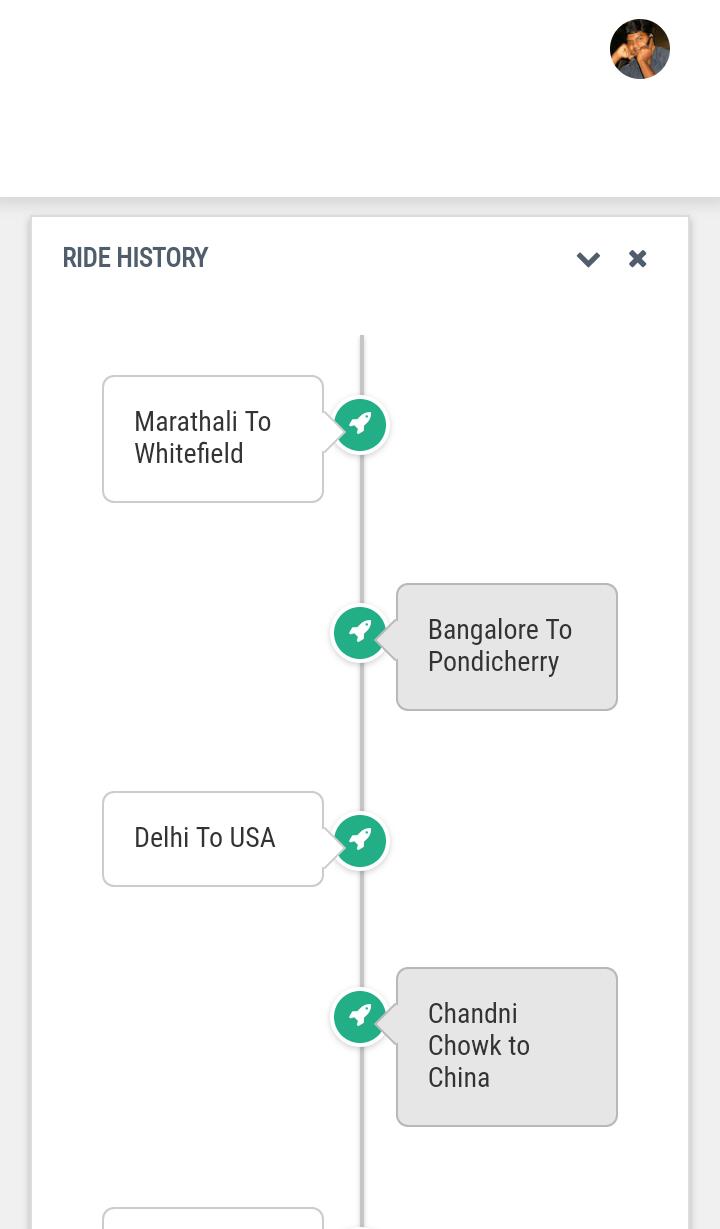 RIDE HISTORY
Marathali To
Whitefield
Bangalore To
Pondicherry
Delhi To USA
Chandni
Chowk to
China